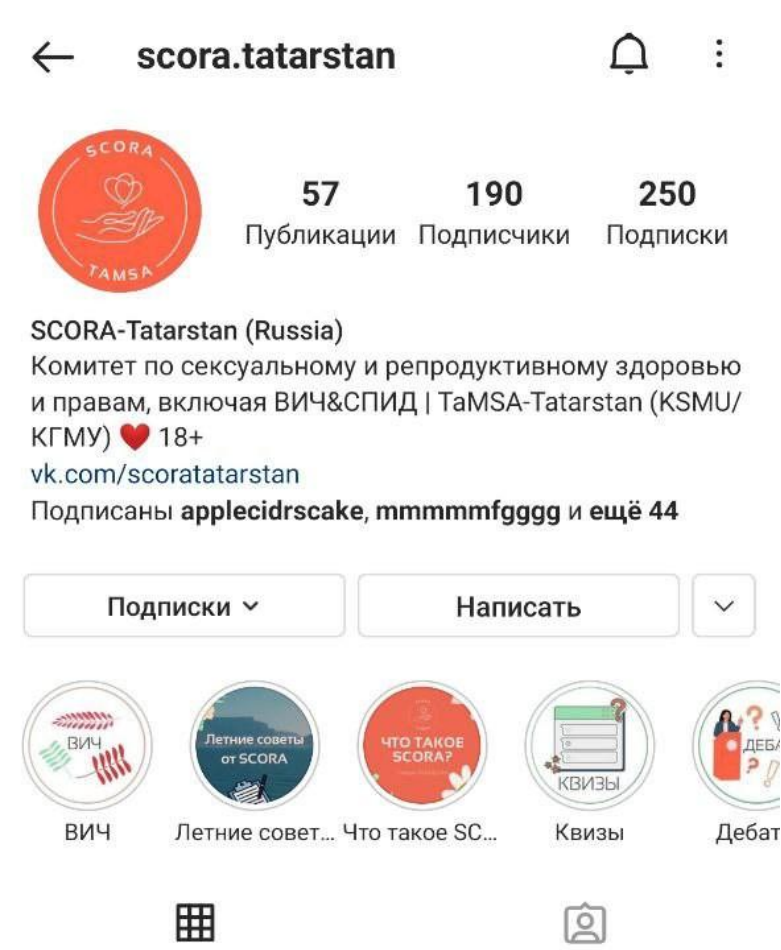 scora.tatarstan
SCORA
TAMSA
57 190 250
Публикации Подписчики Подписки
SCORA-Tatarstan (Russia)
Комитет по сексуальному и репродуктивному здоровью
и правам, включая ВИЧ&СПИД | TaMSA-Tatarstan (KSMU/
КГМУ) ❤️ 18+
vk.com/scoratatarstan
Подписаны applecidrscake, mmmmmfgggg и ещё 44
Подписки Написать
ВИЧ
Летние советы
от SCORA
ЧТО ТАКОЕ
SCORA?
КВИЗЫ
ДЕБА
ВИЧ Летние совет... Что такое SC... Квизы Дебат